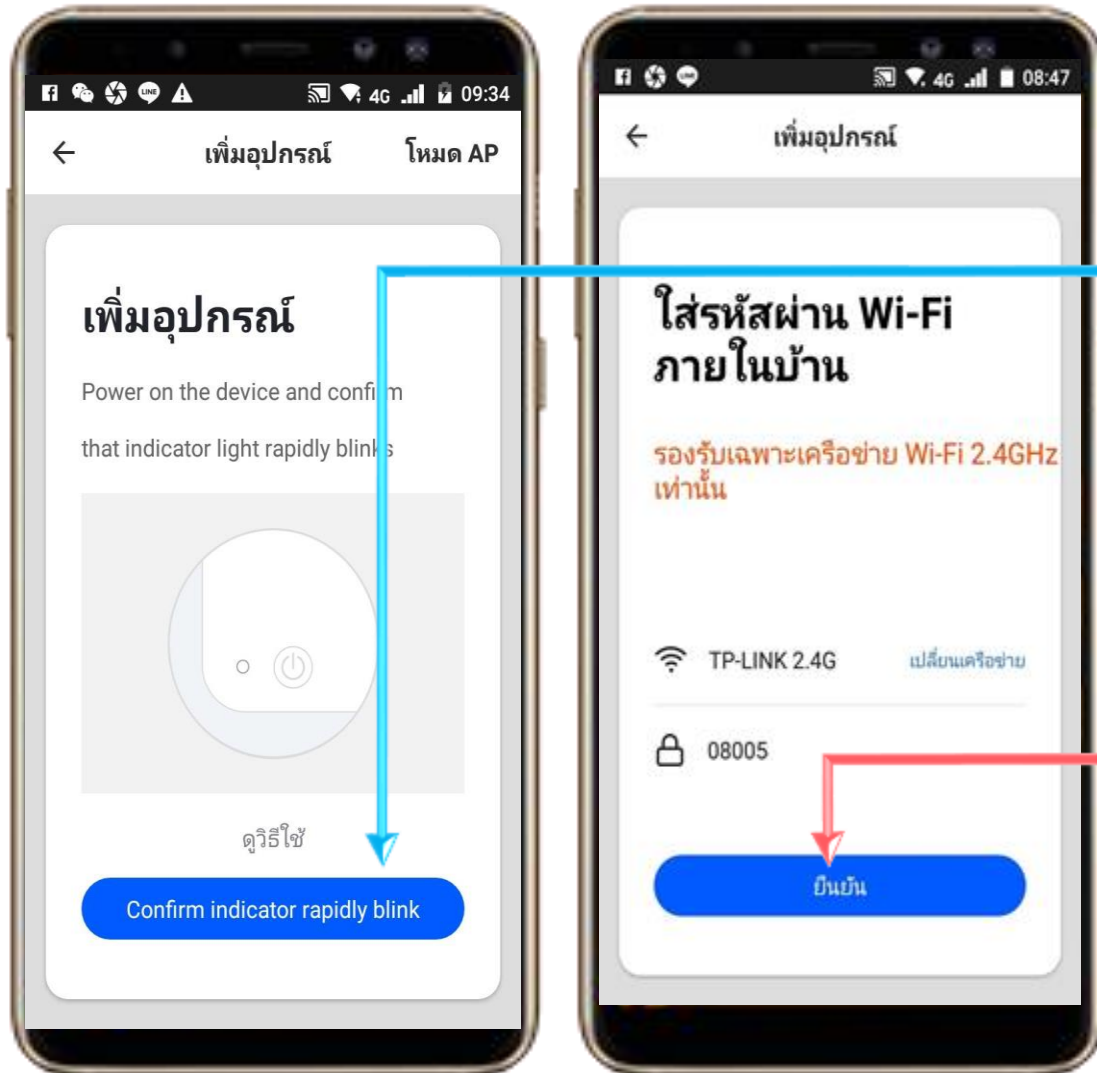 4G 09:34
เพิ่มอุปกรณ์ โหมด AP
เพิ่มอุปกรณ์
Power on the device and confirm
that indicator light rapidly blinks
ดูวิธีใช้
Confirm indicator rapidly blink
LINE 4G 08:47
เพิ่มอุปกรณ์
ใส่รหัสผ่าน Wi-Fi
ภายในบ้าน
รองรับเฉพาะเครือข่าย Wi-Fi 2.4GHz
เท่านั้น
TP-LINK 2.4G เปลี่ยนเครือข่าย
08005
ยืนยัน